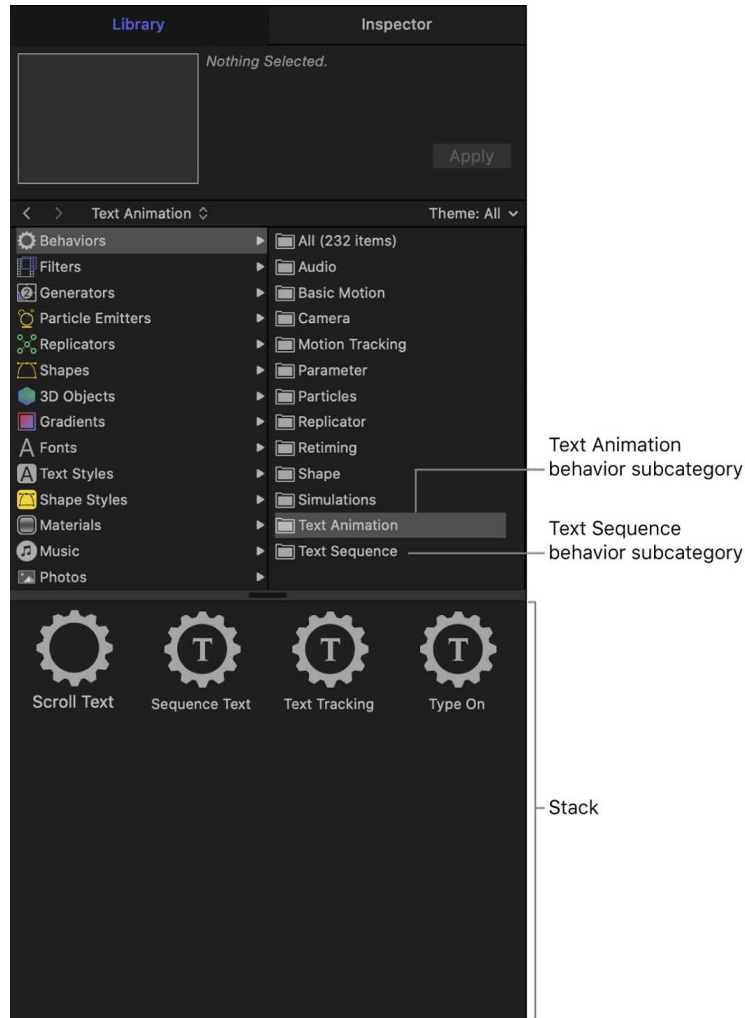 Library
Inspector
Nothing Selected.
Apply
Text Animation
Theme: All
Behaviors
Filters
Generators
Particle Emitters
Replicators
Shapes
3D Objects
Gradients
Fonts
Text Styles
Shape Styles
Materials
Music
Photos
All (232 items)
Audio
Basic Motion
Camera
Motion Tracking
Parameter
Particles
Replicator
Retiming
Shape
Simulations
Text Animation
Text Sequence
Text Animation
behavior subcategory
Text Sequence
behavior subcategory
T
T
T
Scroll Text
Sequence Text
Text Tracking
Type On
Stack